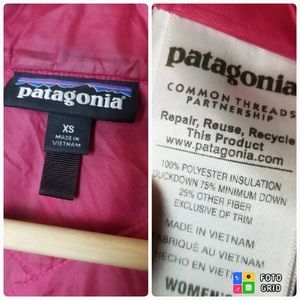 patagonia
XS
MADE IN
VIETNAM
patagonia
COMMON THREADS
PARTNERSHIP
Repair, Reuse, Recycle
This Product
www.patagonia.com
100% POLYESTER INSULATION
DUCKDOWN 75% MINIMUM DOWN
25% OTHER FIBER
EXCLUSIVE OF TRIM
MADE IN VIETNAM
FABRIQUÉ AU VIETNAM
HECHO EN VIET
WOMEN'
FOTO
GRID